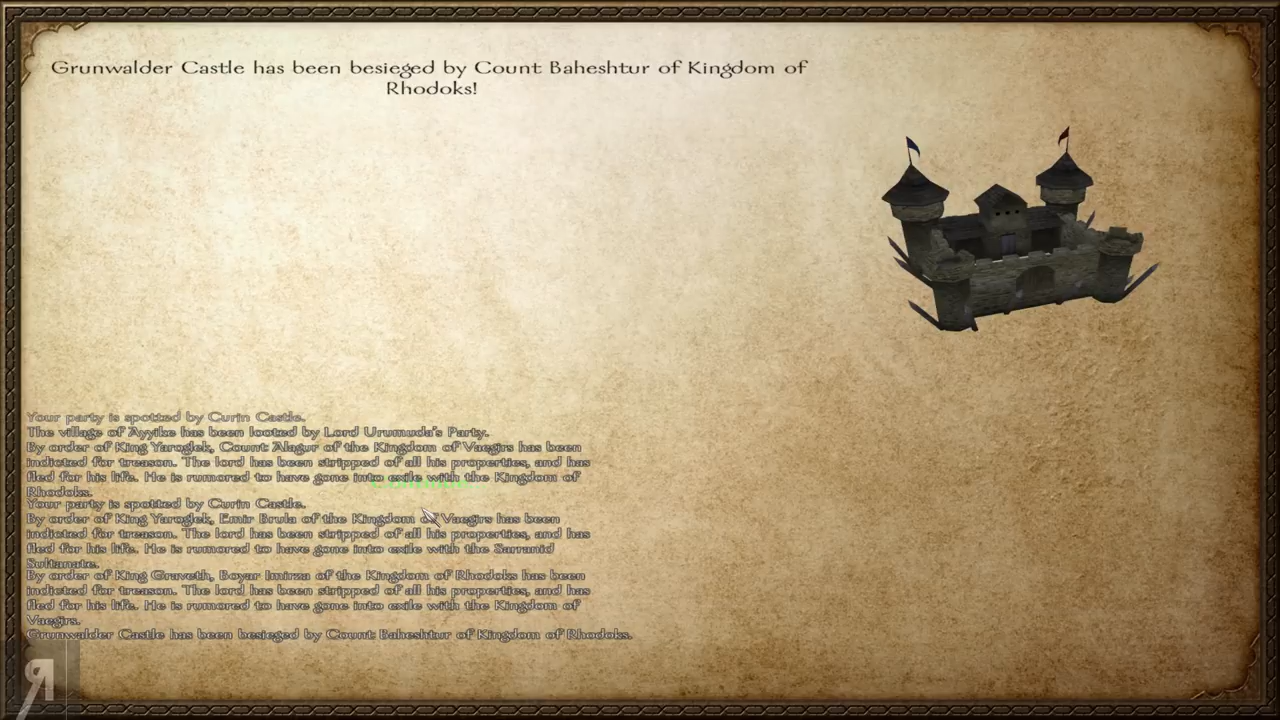 Grunwalder Castle has been besieged by Count Baheshtur of Kingdom of
Rhodoks!
Your party is spotted by Curin Castle.
The village of Ayyike has been looted by Lord Urumuda's Party.
By order of King Yaroglek, Count Alagur of the Kingdom of Vaegirs has been
indicted for treason. The lord has been stripped of all his properties, and has
fled for his life. He is rumored to have gone into exile with the Kingdom of
Rhodoks.
Your party is spotted by Curin Castle.
By order of King Yaroglek, Emir Brula of the Kingdom of Vaegirs has been
indicted for treason. The lord has been stripped of all his properties, and has
fled for his life. He is rumored to have gone into exile with the Sarranid
Sultanate.
By order of King Graveth, Boyar Imirza of the Kingdom of Rhodoks has been
indicted for treason. The lord has been stripped of all his properties, and has
fled for his life. He is rumored to have gone into exile with the Kingdom of
Vaegirs.
Grunwalder Castle has been besieged by Count Baheshtur of Kingdom of Rhodoks.